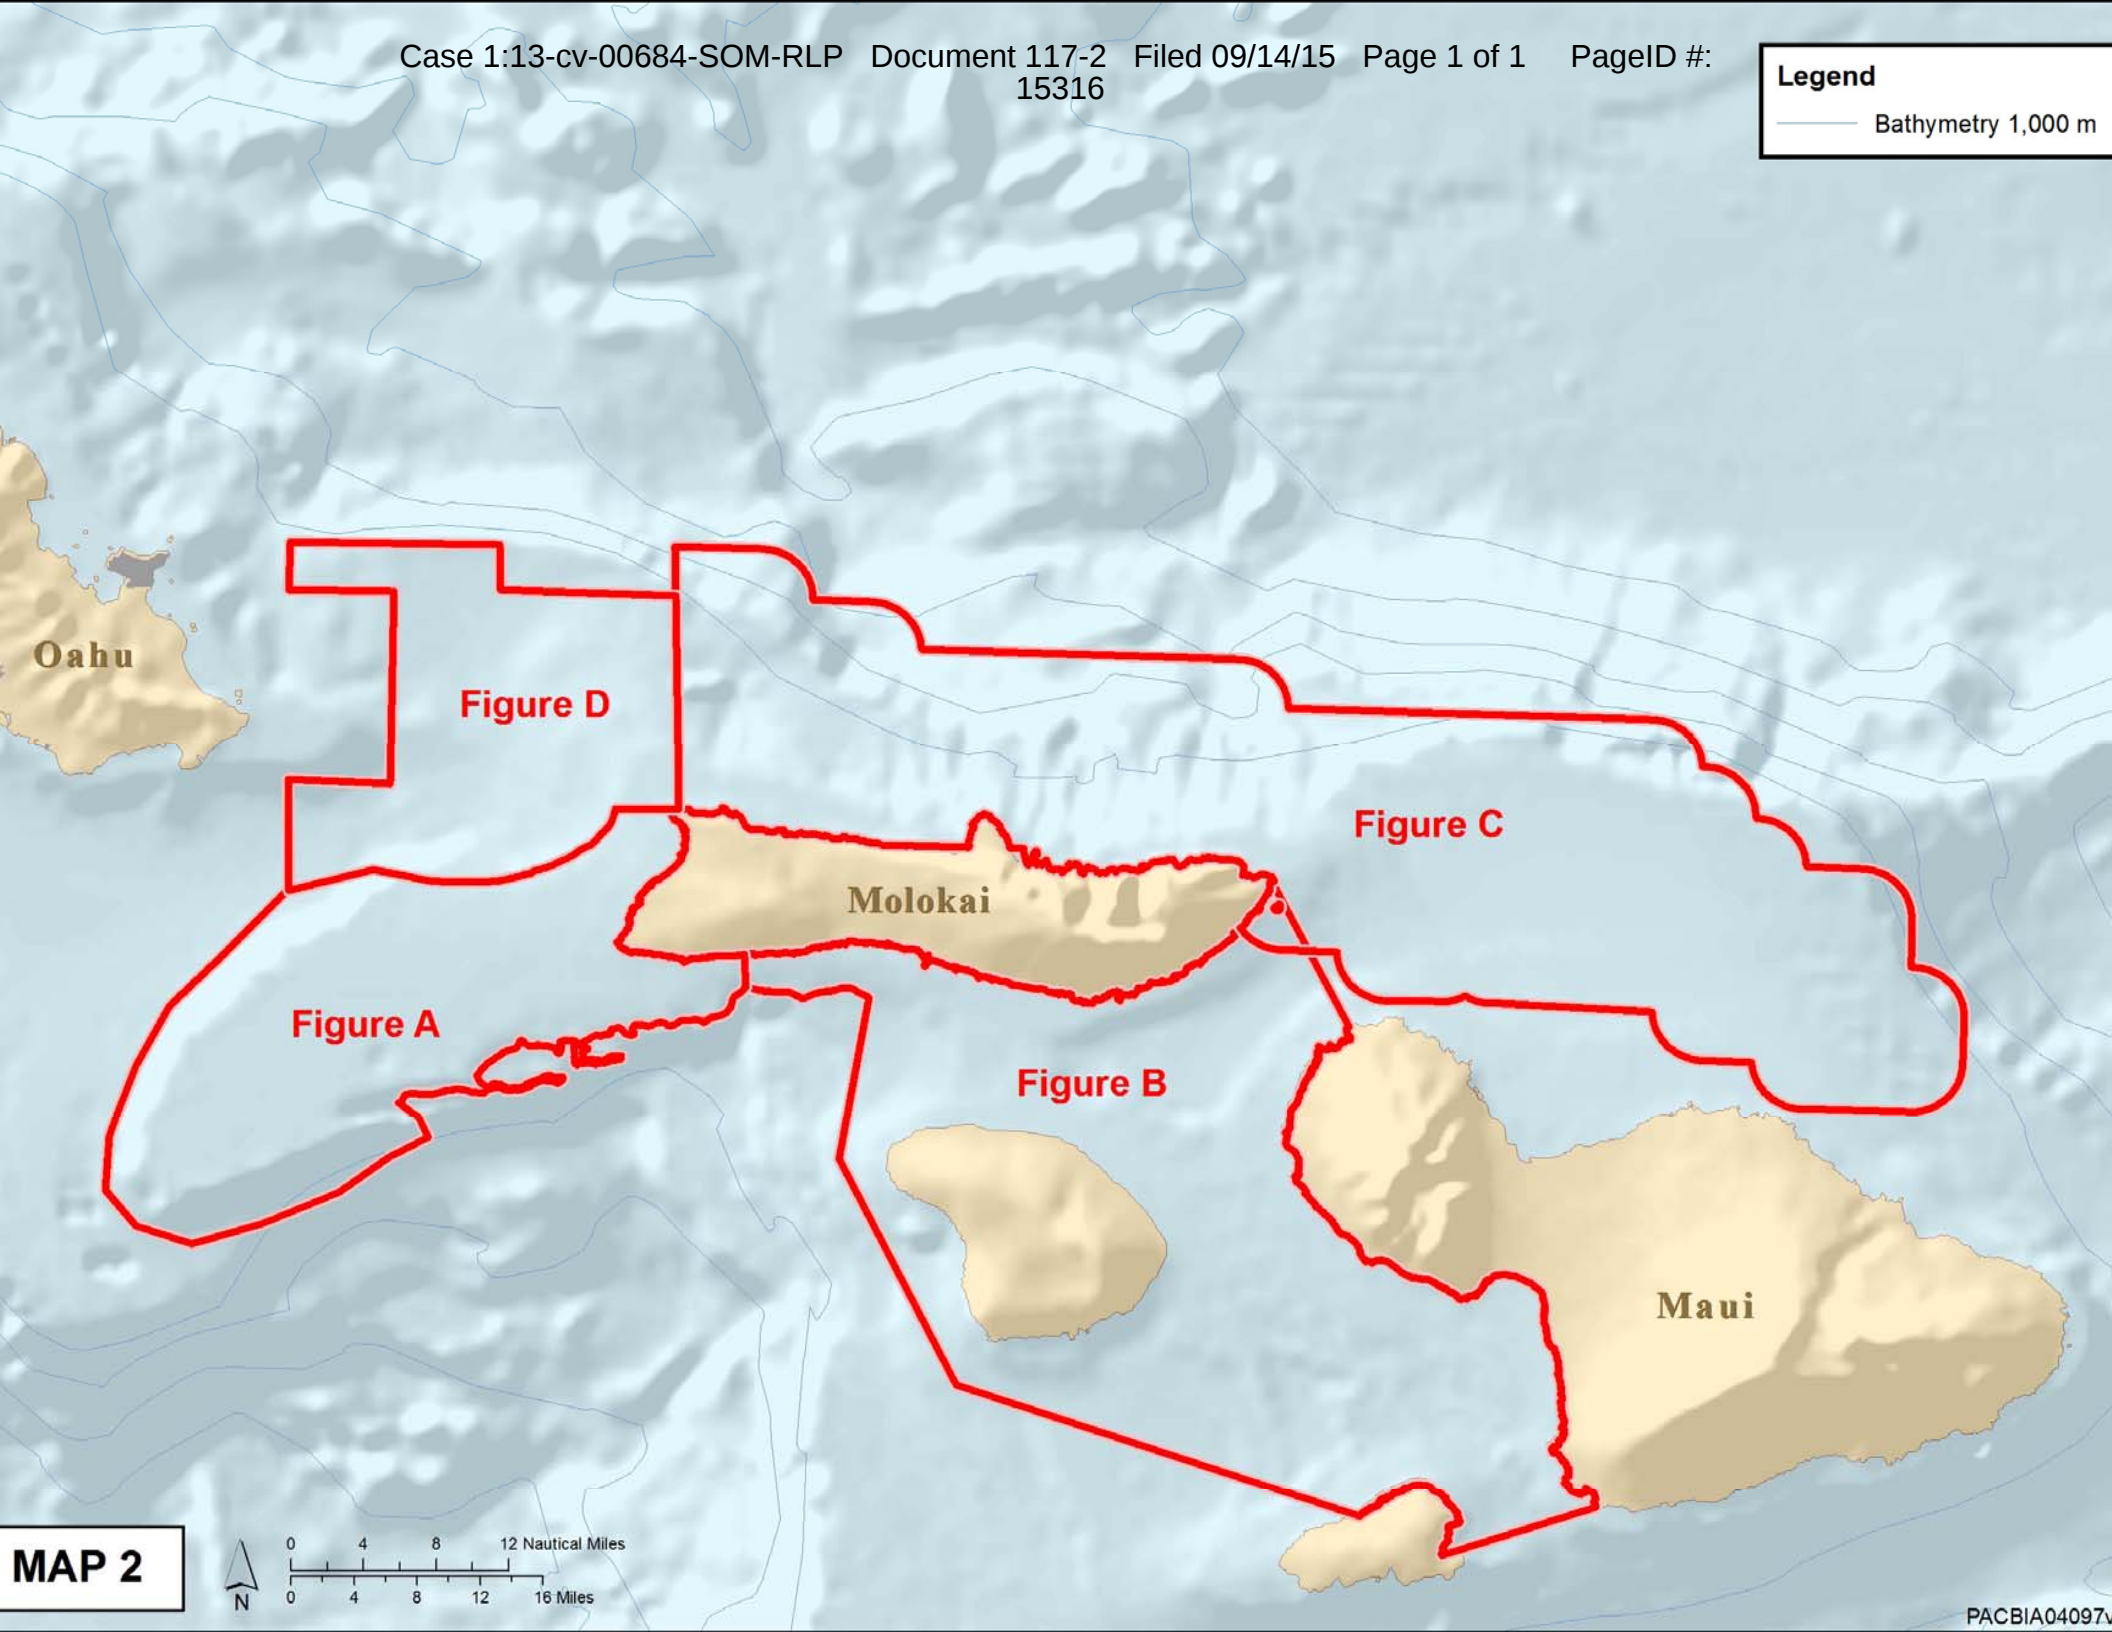 Case 1:13-cv-00684-SOM-RLP Document 117-2 Filed 09/14/15 Page 1 of 1 PageID #:
15316
Legend
Bathymetry 1,000 m
Oahu
Figure D
Figure C
Molokai
Figure A
Figure B
Maui
MAP 2
N
0 4 8 12 Nautical Miles
0 4 8 12 16 Miles
PACBIA04097v